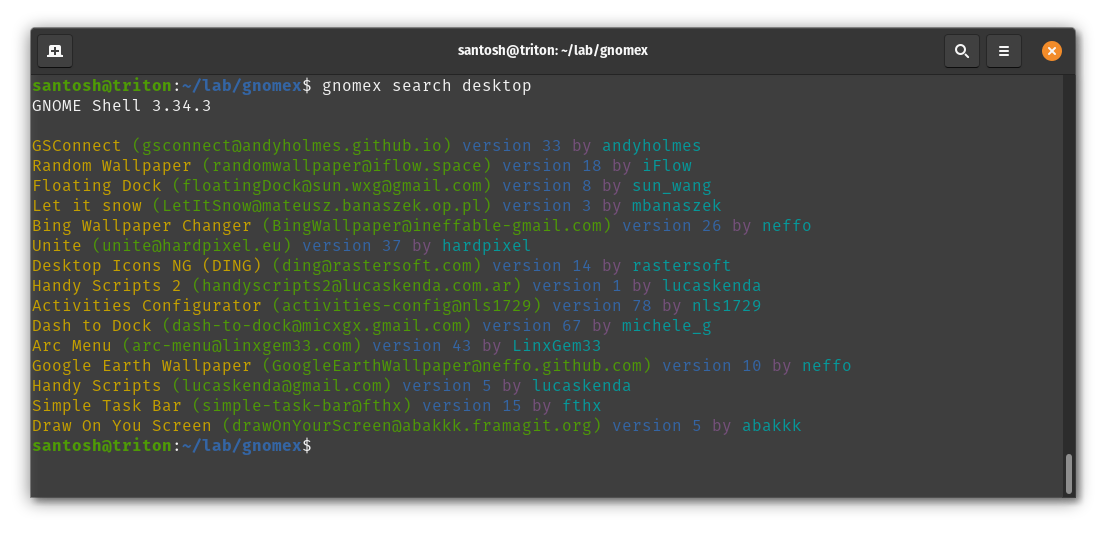 santosh@triton: ~/lab/gnomex
santosh@triton:~/lab/gnomex$ gnomex search desktop
GNOME Shell 3.34.3
GSConnect (gsconnect@andyholmes.github.io) version 33 by andyholmes
Random Wallpaper (randomwallpaper@iflow.space) version 18 by iFlow
Floating Dock (floatingDock@sun.wxg@gmail.com) version 8 by sun_wang
Let it snow (LetItSnow@mateusz.banaszek.op.pl) version 3 by mbanaszek
Bing Wallpaper Changer (BingWallpaper@ineffable-gmail.com) version 26 by neffo
Unite (unite@hardpixel.eu) version 37 by hardpixel
Desktop Icons NG (DING) (ding@rastersoft.com) version 14 by rastersoft
Handy Scripts 2 (handyscripts2@lucaskenda.com.ar) version 1 by lucaskenda
Activities Configurator (activities-config@nls1729) version 78 by nls1729
Dash to Dock (dash-to-dock@micxgx.gmail.com) version 67 by michele_g
Arc Menu (arc-menu@linxgem33.com) version 43 by LinxGem33
Google Earth Wallpaper (GoogleEarthWallpaper@neffo.github.com) version 10 by neffo
Handy Scripts (lucaskenda@gmail.com) version 5 by lucaskenda
Simple Task Bar (simple-task-bar@fthx) version 15 by fthx
Draw On You Screen (drawOnYourScreen@abakkk.framagit.org) version 5 by abakkk
santosh@triton:~/lab/gnomex$